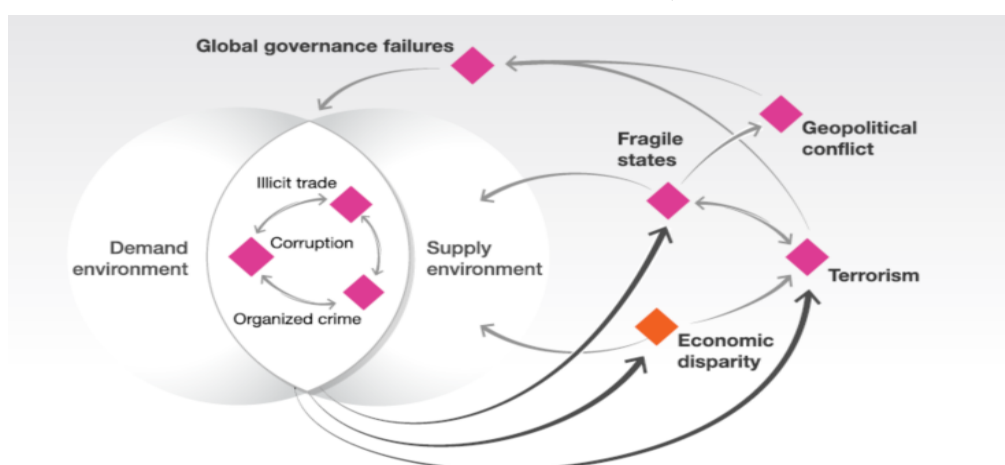 Global governance failures
Geopolitical
conflict
Fragile
states
Illicit trade
Corruption
Demand
environment
Supply
environment
Organized crime
Terrorism
Economic
disparity